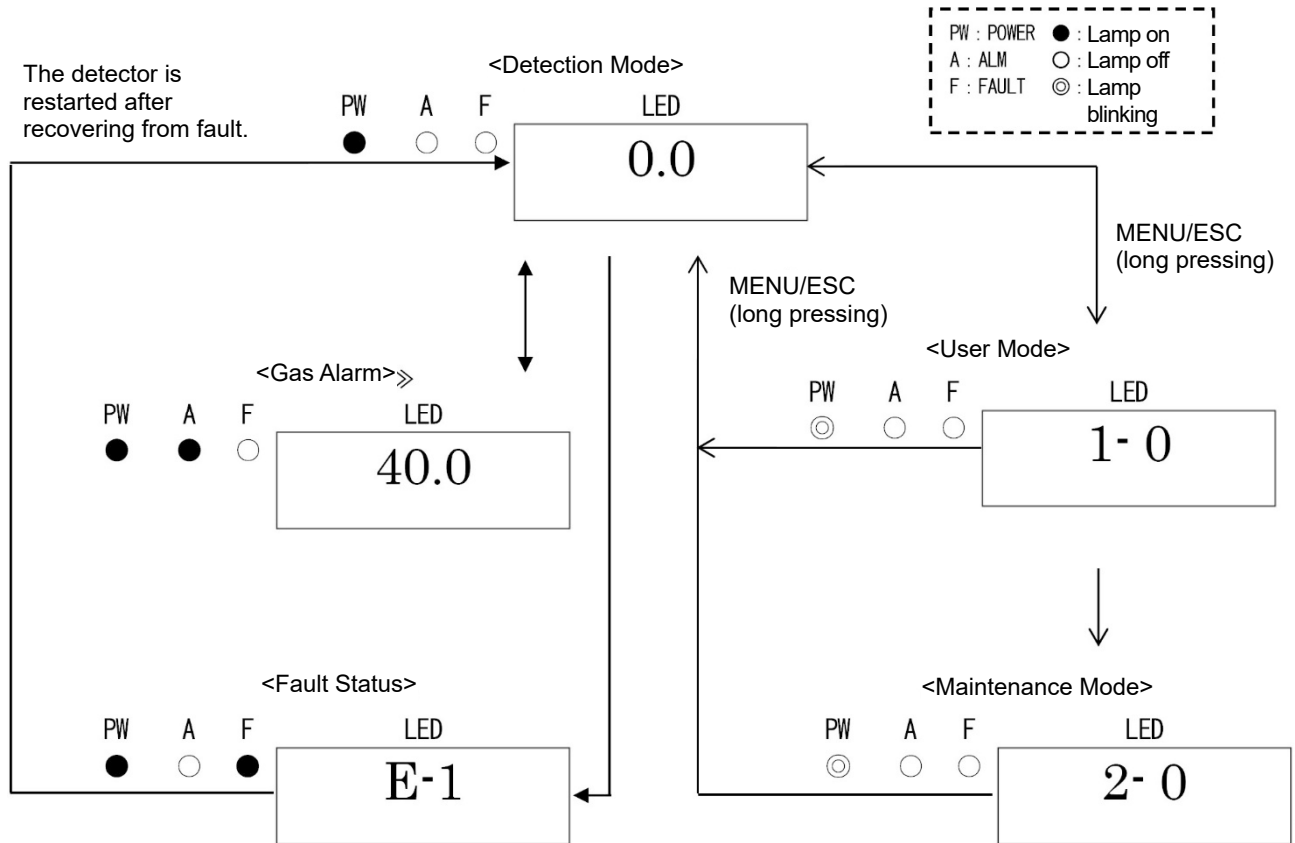 PW : POWER ● : Lamp on
A : ALM ○ : Lamp off
F : FAULT ◎ : Lamp
blinking
The detector is
restarted after
recovering from fault.
<Detection Mode>
PW A F LED
0.0
MENU/ESC
(long pressing)
MENU/ESC
(long pressing)
<Gas Alarm>≫
PW A F LED
40.0
<User Mode>
PW A F LED
1- 0
<Fault Status>
PW A F LED
E-1
<Maintenance Mode>
PW A F LED
2- 0